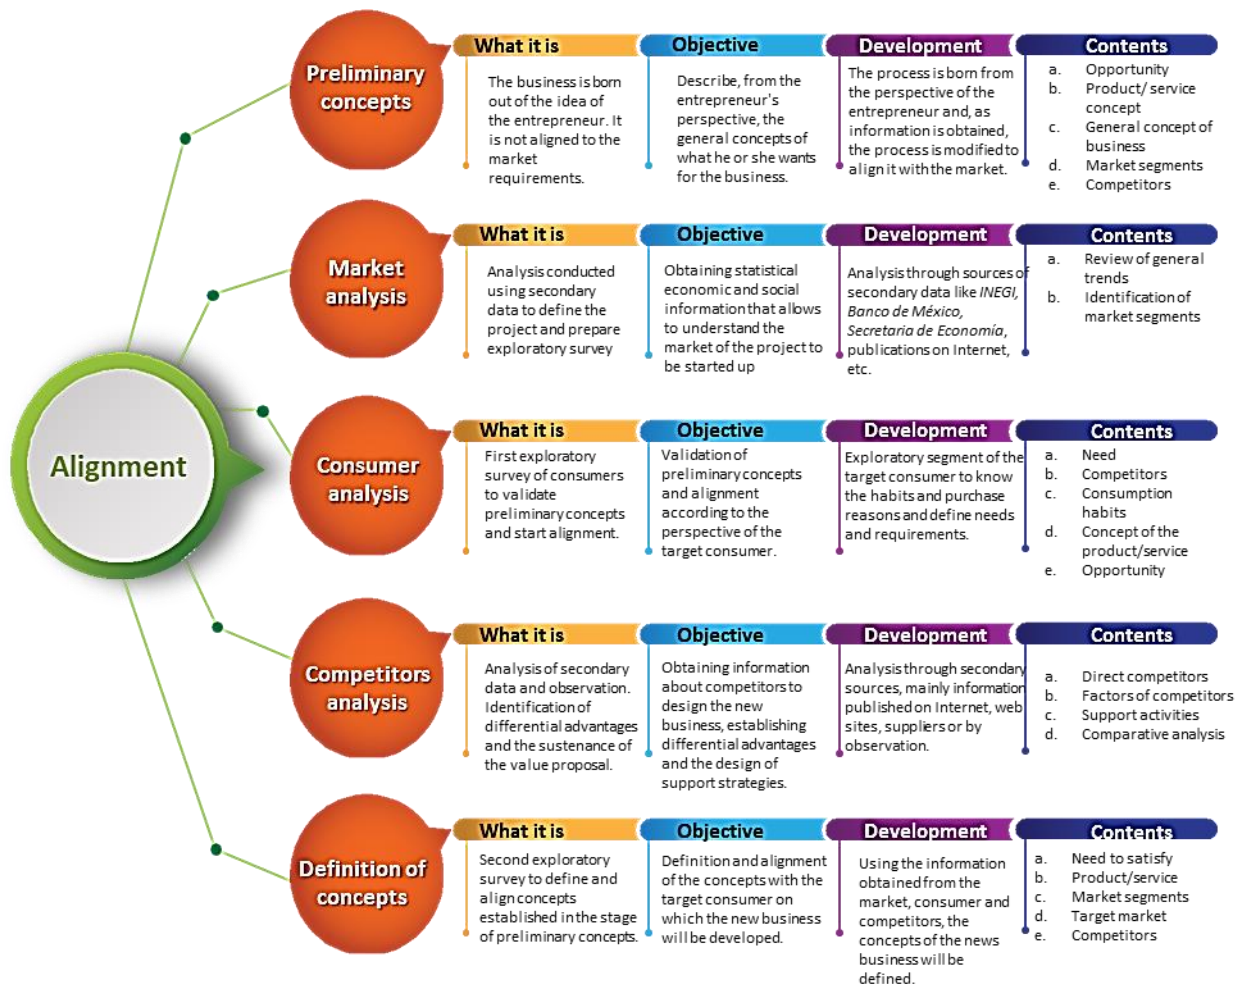 Alignment
Preliminary
concepts
What it is
The business is born
out of the idea of
the entrepreneur. It
is not aligned to the
market
requirements.
Objective
Describe, from the
entrepreneur's
perspective, the
general concepts of
what he or she wants
for the business.
Development
The process is born from
the perspective of the
entrepreneur and, as
information is obtained,
the process is modified to
align it with the market.
Contents
a. Opportunity
b. Product/ service
concept
c. General concept of
business
d. Market segments
e. Competitors
Market
analysis
What it is
Analysis conducted
using secondary
data to define the
project and prepare
exploratory survey
Objective
Obtaining statistical
economic and social
information that allows
to understand the
market of the project to
be started up
Development
Analysis through sources of
secondary data like INEGI,
Banco de México,
Secretaria de Economía,
publications on Internet,
etc.
Contents
a. Review of general
trends
b. Identification of
market segments
Consumer
analysis
What it is
First exploratory
survey of consumers
to validate
preliminary concepts
and start alignment.
Objective
Validation of
preliminary concepts
and alignment
according to the
perspective of the
target consumer.
Development
Exploratory segment of the
target consumer to know
the habits and purchase
reasons and define needs
and requirements.
Contents
a. Need
b. Competitors
c. Consumption
habits
d. Concept of the
product/service
e. Opportunity
Competitors
analysis
What it is
Analysis of secondary
data and observation.
Identification of
differential advantages
and the sustenance of
the value proposal.
Objective
Obtaining information
about competitors to
design the new
business, establishing
differential advantages
and the design of
support strategies.
Development
Analysis through secondary
sources, mainly information
published on Internet, web
sites, suppliers or by
observation.
Contents
a. Direct competitors
b. Factors of competitors
c. Support activities
d. Comparative analysis
Definition of
concepts
What it is
Second exploratory
survey to define and
align concepts
established in the stage
of preliminary concepts.
Objective
Definition and alignment
of the concepts with the
target consumer on
which the new business
will be developed.
Development
Using the information
obtained from the
market, consumer and
competitors, the
concepts of the news
business will be
defined.
Contents
a. Need to satisfy
b. Product/service
c. Market segments
d. Target market
e. Competitors